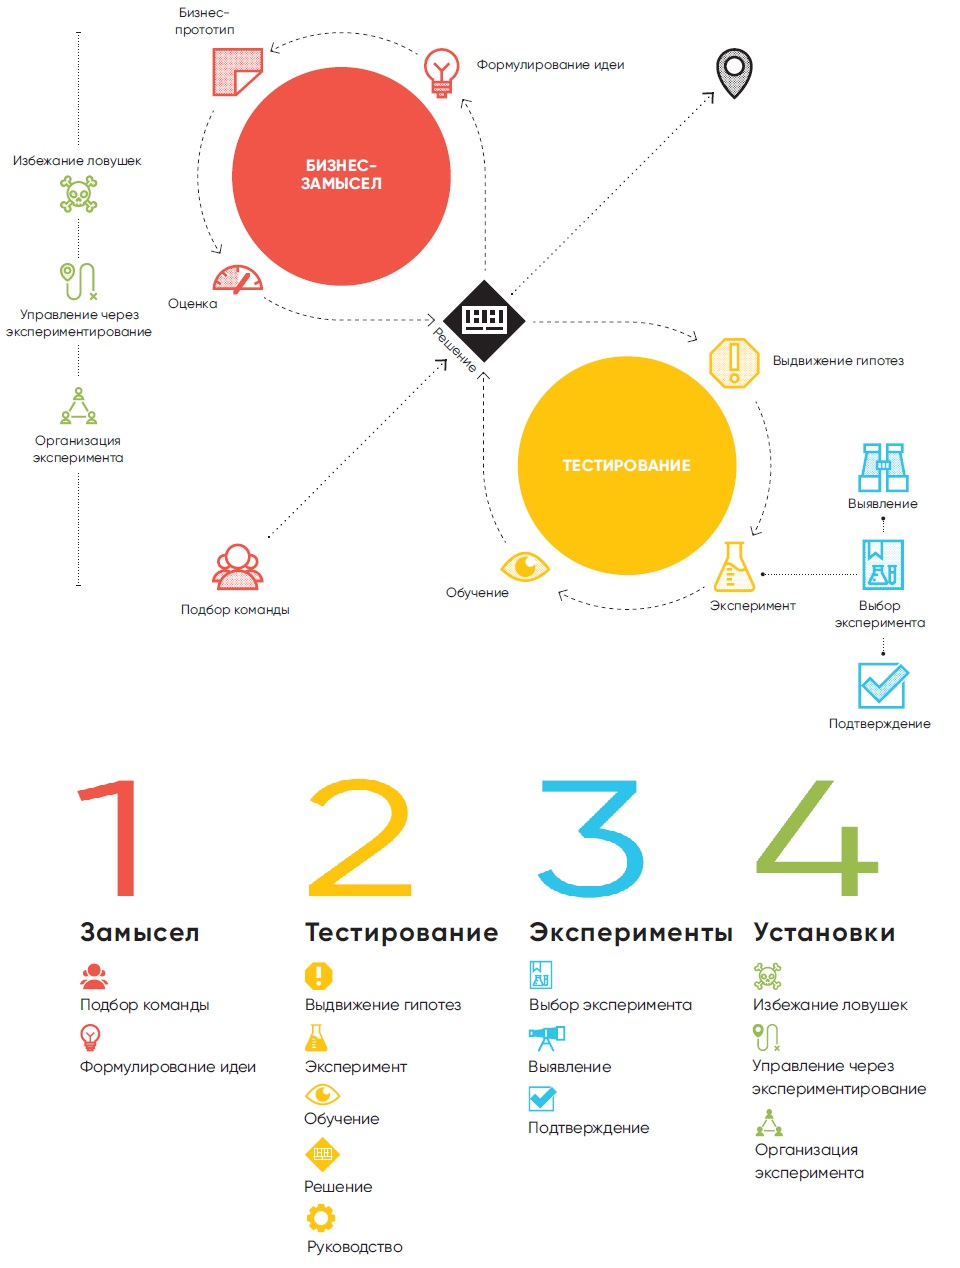 Бизнес-
прототип
Формулирование идеи
Избежание ловушек
БИЗНЕС-
ЗАМЫСЕЛ
Управление через
экспериментирование
Оценка
Решение
Выдвижение гипотез
Организация
эксперимента
ТЕСТИРОВАНИЕ
Выявление
Подбор команды
Обучение
Эксперимент
Выбор
эксперимента
Подтверждение
1
2
3
4
Замысел
Подбор команды
Формулирование идеи
Тестирование
Выдвижение гипотез
Эксперимент
Обучение
Решение
Руководство
Эксперименты
Выбор эксперимента
Выявление
Подтверждение
Установки
Избежание ловушек
Управление через
экспериментирование
Организация
эксперимента